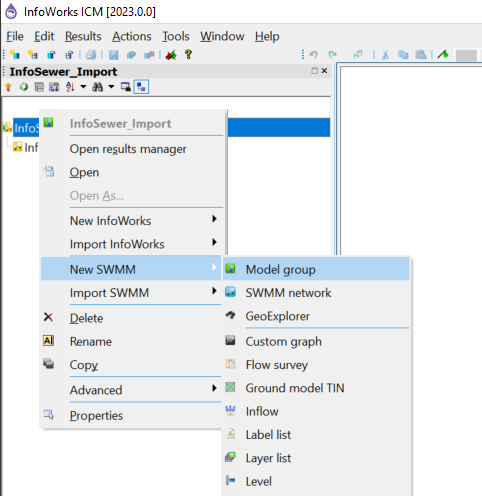 InfoWorks ICM [2023.0.0]
File Edit Results Actions Tools Window Help
InfoSewer_Import
InfoS
Inf
InfoSewer_Import
Open results manager
Open
Open As...
New InfoWorks
Import InfoWorks
New SWMM
Import SWMM
Delete
Rename
Copy
Advanced
Properties
Model group
SWMM network
GeoExplorer
Custom graph
Flow survey
Ground model TIN
Inflow
Label list
Layer list
Level